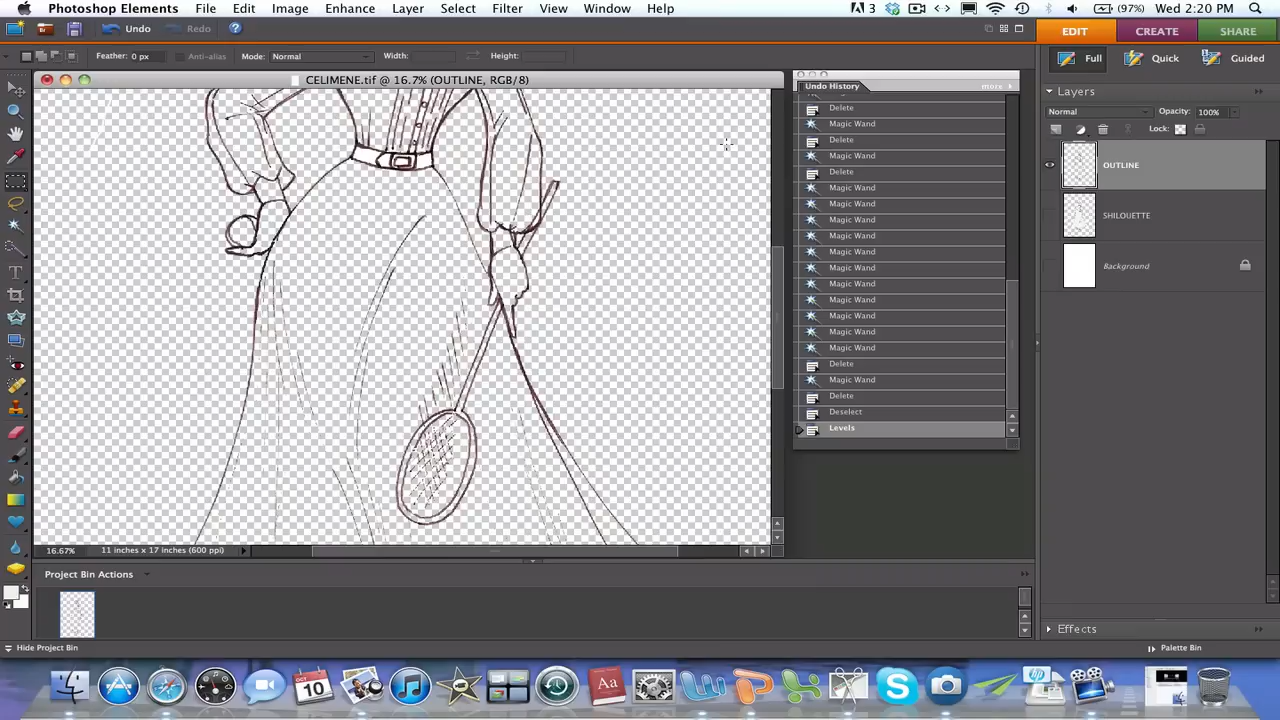 Photoshop Elements File Edit Image Enhance Layer Select Filter View Window Help 3 (97%) Wed 2:20 PM
Undo Redo EDIT CREATE SHARE
Feather: 0 px Anti-alias Mode: Normal Width: Height: Full Quick Guided
CELIMENE.tif @ 16.7% (OUTLINE, RGB/8)
Undo History more
Layers
Normal Opacity: 100%
Lock:
Delete
Magic Wand
Delete
Magic Wand
Delete
Magic Wand
Magic Wand
Magic Wand
Magic Wand
Magic Wand
Magic Wand
Magic Wand
Magic Wand
Magic Wand
Magic Wand
Magic Wand
Delete
Magic Wand
Delete
Deselect
Levels
OUTLINE
SHILOUETTE
Background
16.67% 11 inches x 17 inches (600 ppi)
Project Bin Actions
Effects
Hide Project Bin
Palette Bin
OCT
10
Aa